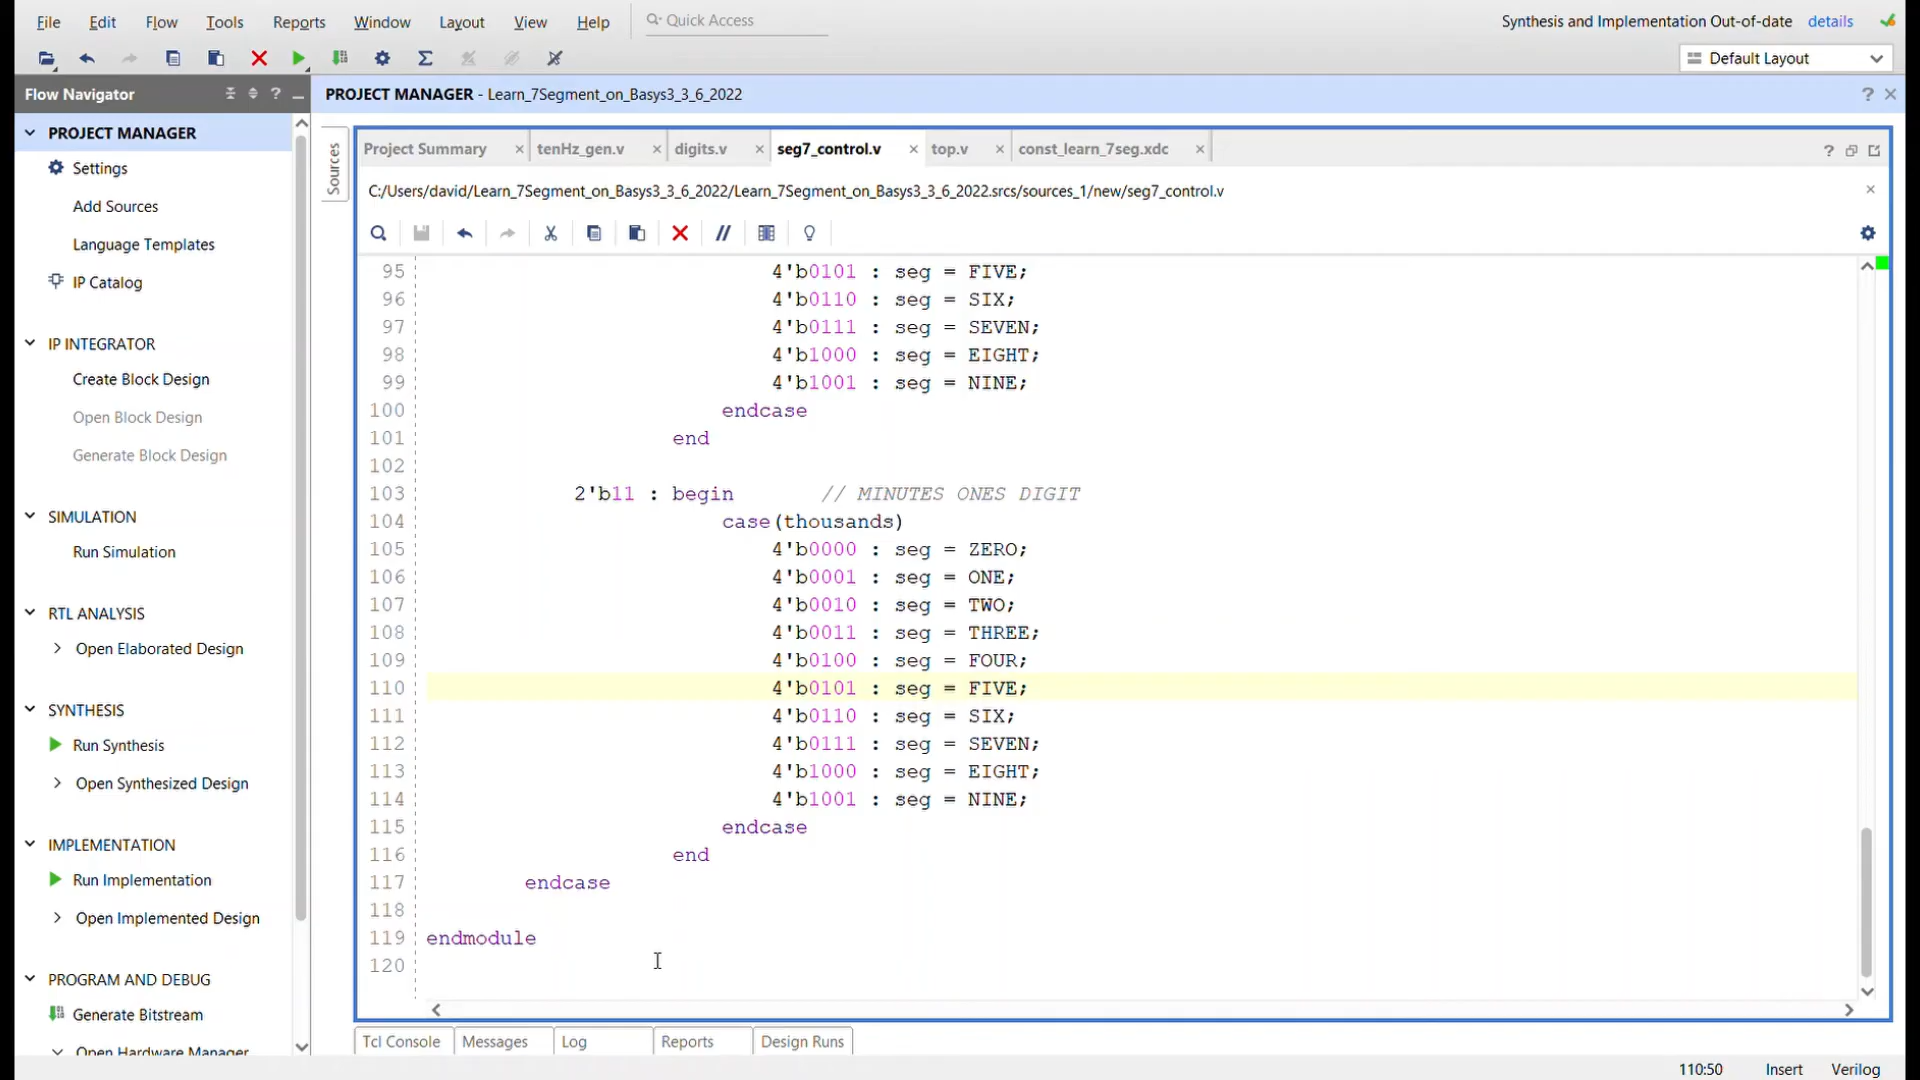 File Edit Flow Tools Reports Window Layout View Help Quick Access Synthesis and Implementation Out-of-date details
Default Layout
Flow Navigator
PROJECT MANAGER - Learn_7Segment_on_Basys3_3_6_2022
PROJECT MANAGER
Settings
Add Sources
Language Templates
IP Catalog
IP INTEGRATOR
Create Block Design
Open Block Design
Generate Block Design
SIMULATION
Run Simulation
RTL ANALYSIS
Open Elaborated Design
SYNTHESIS
Run Synthesis
Open Synthesized Design
IMPLEMENTATION
Run Implementation
Open Implemented Design
PROGRAM AND DEBUG
Generate Bitstream
Open Hardware Manager
Sources
Project Summary tenHz_gen.v digits.v seg7_control.v top.v const_learn_7seg.xdc
C:/Users/david/Learn_7Segment_on_Basys3_3_6_2022/Learn_7Segment_on_Basys3_3_6_2022.srcs/sources_1/new/seg7_control.v
95 4'b0101 : seg = FIVE;
96 4'b0110 : seg = SIX;
97 4'b0111 : seg = SEVEN;
98 4'b1000 : seg = EIGHT;
99 4'b1001 : seg = NINE;
100 endcase
101 end
102
103 2'b11 : begin // MINUTES ONES DIGIT
104 case(thousands)
105 4'b0000 : seg = ZERO;
106 4'b0001 : seg = ONE;
107 4'b0010 : seg = TWO;
108 4'b0011 : seg = THREE;
109 4'b0100 : seg = FOUR;
110 4'b0101 : seg = FIVE;
111 4'b0110 : seg = SIX;
112 4'b0111 : seg = SEVEN;
113 4'b1000 : seg = EIGHT;
114 4'b1001 : seg = NINE;
115 endcase
116 end
117 endcase
118
119 endmodule
120
Tcl Console Messages Log Reports Design Runs
110:50 Insert Verilog